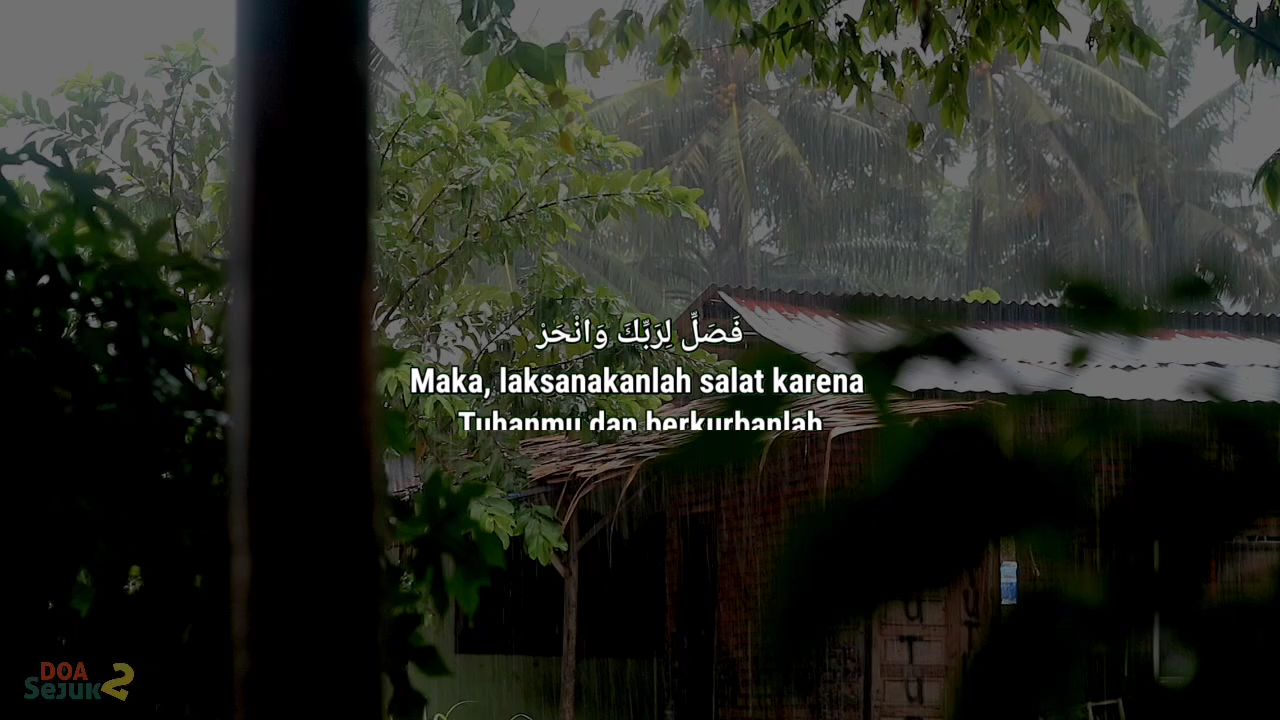 فَصَلِّ لِرَبِّكَ وَانْحَرْ
Maka, laksanakanlah salat karena
Tuhanmu dan berkurbanlah
DOA
SeJUK2